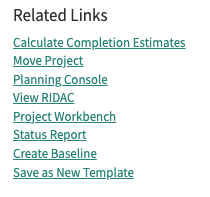 Related Links
Calculate Completion Estimates
Move Project
Planning Console
View RIDAC
Project Workbench
Status Report
Create Baseline
Save as New Template